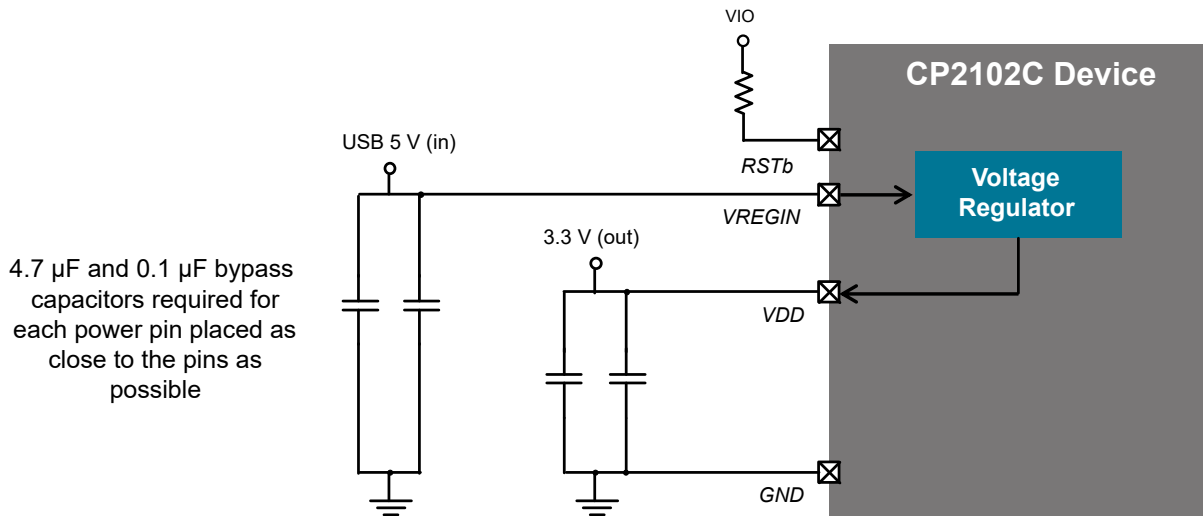 VIO
CP2102C Device
USB 5 V (in)
RSTb
Voltage
Regulator
VREGIN
3.3 V (out)
4.7 µF and 0.1 µF bypass
capacitors required for
each power pin placed as
close to the pins as
possible
VDD
GND